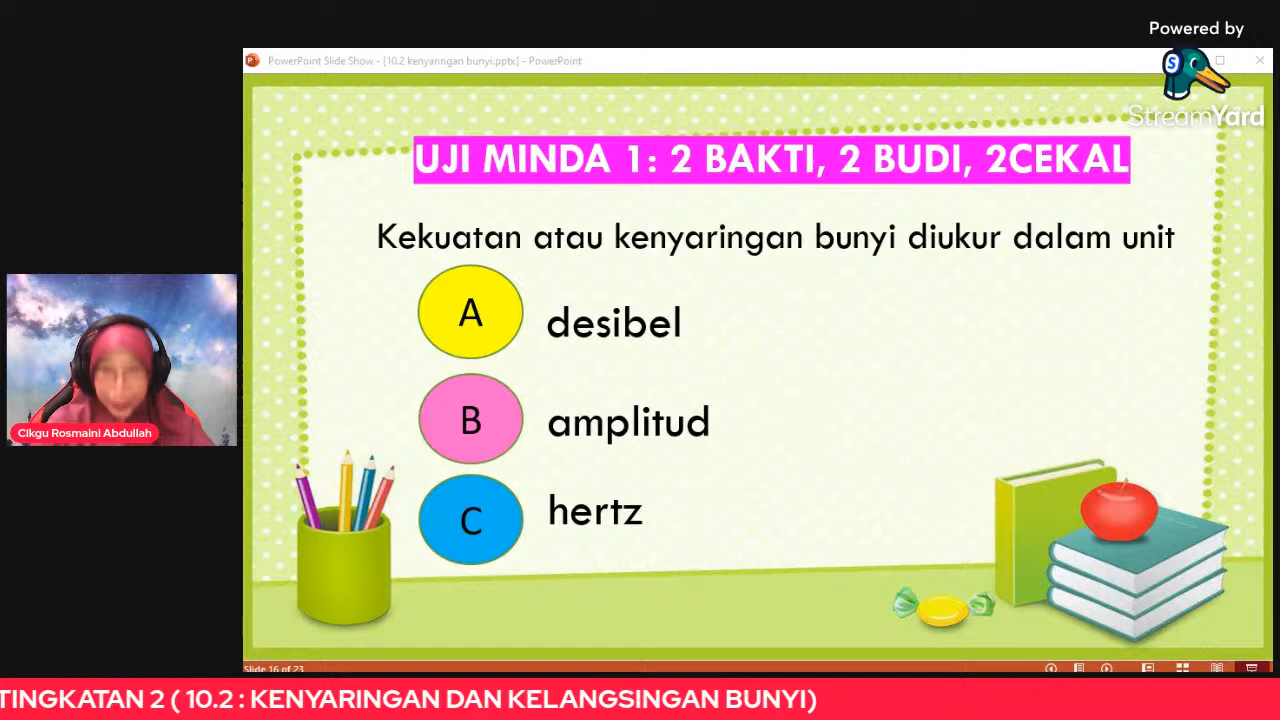 Powered by
StreamYard
PowerPoint Slide Show - [10.2 kenyanngan bunyi.pptx] - PowerPoint
UJI MINDA 1: 2 BAKTI, 2 BUDI, 2CEKAL
Kekuatan atau kenyaringan bunyi diukur dalam unit
A desibel
B amplitud
C hertz
Cikgu Rosmaini Abdullah
Slide 16 of 23
TINGKATAN 2 ( 10.2 : KENYARINGAN DAN KELANGSINGAN BUNYI)